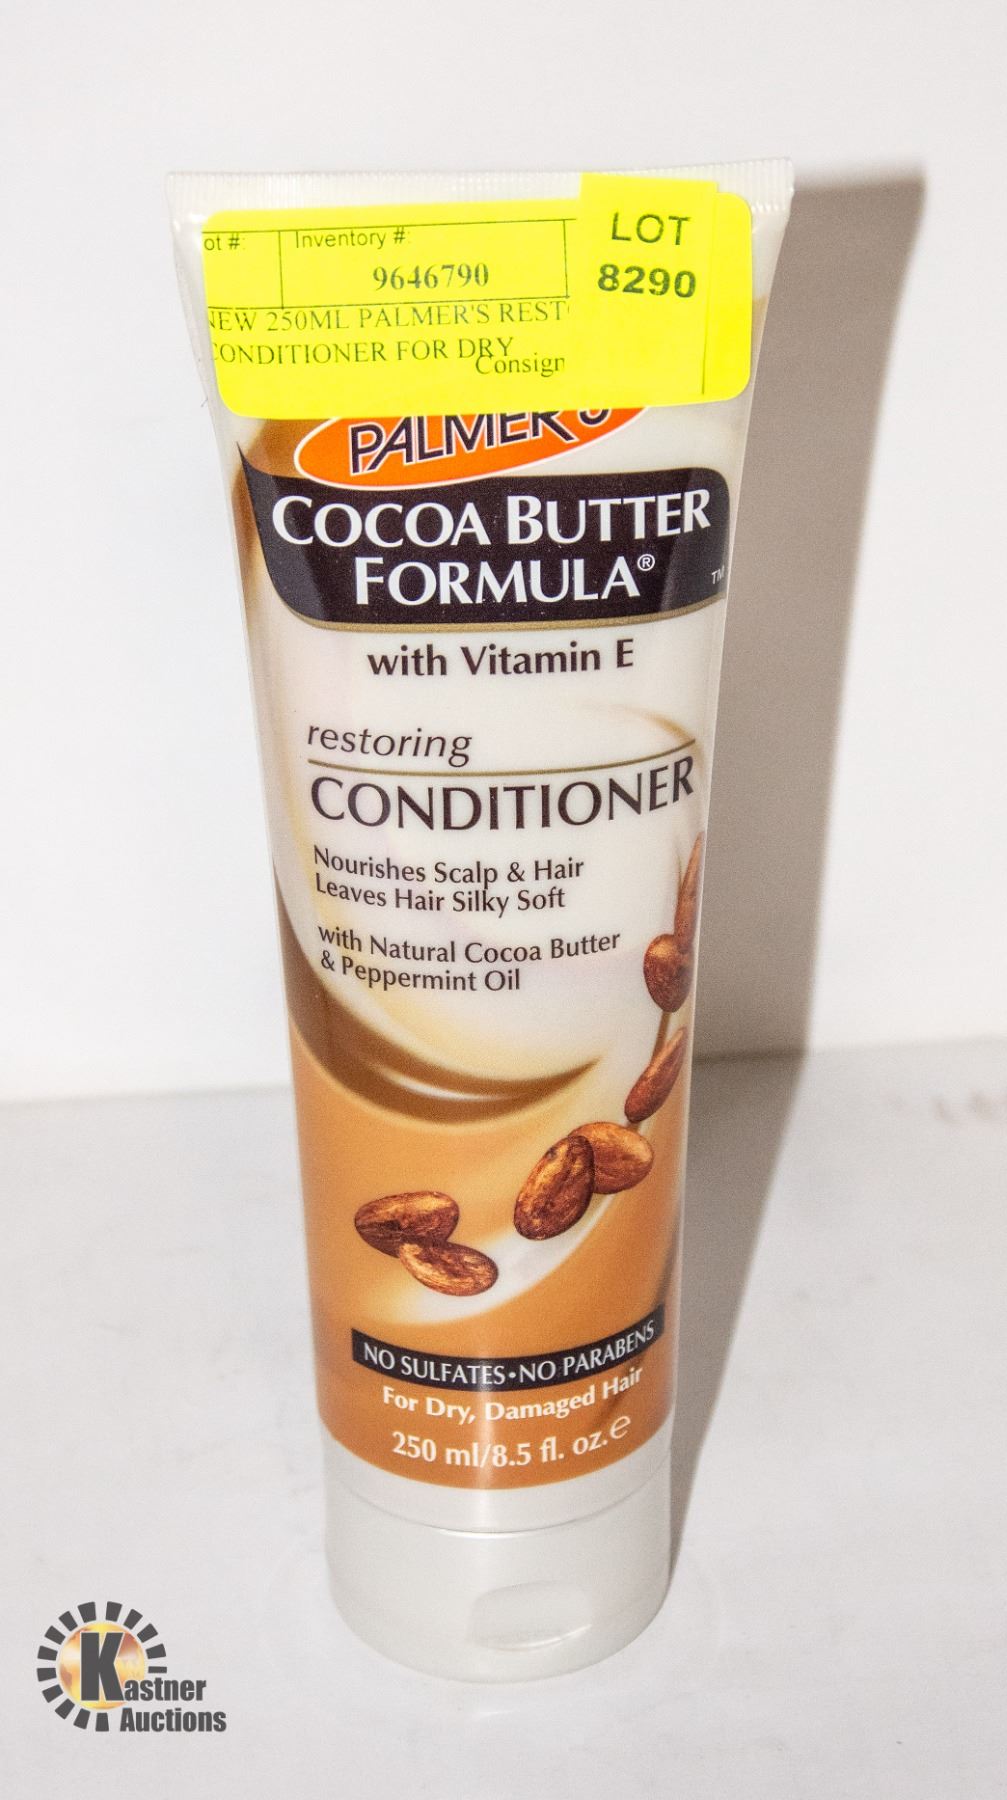 ot #:
Inventory #:
LOT
8290
9646790
NEW 250ML PALMER'S REST
CONDITIONER FOR DRY
Consign
PALMER'S
COCOA BUTTER
FORMULA®
TM
with Vitamin E
restoring
CONDITIONER
Nourishes Scalp & Hair
Leaves Hair Silky Soft
with Natural Cocoa Butter
& Peppermint Oil
NO SULFATES•NO PARABENS
For Dry, Damaged Hair
250 ml/8.5 fl. oz.℮
Kastner
Auctions